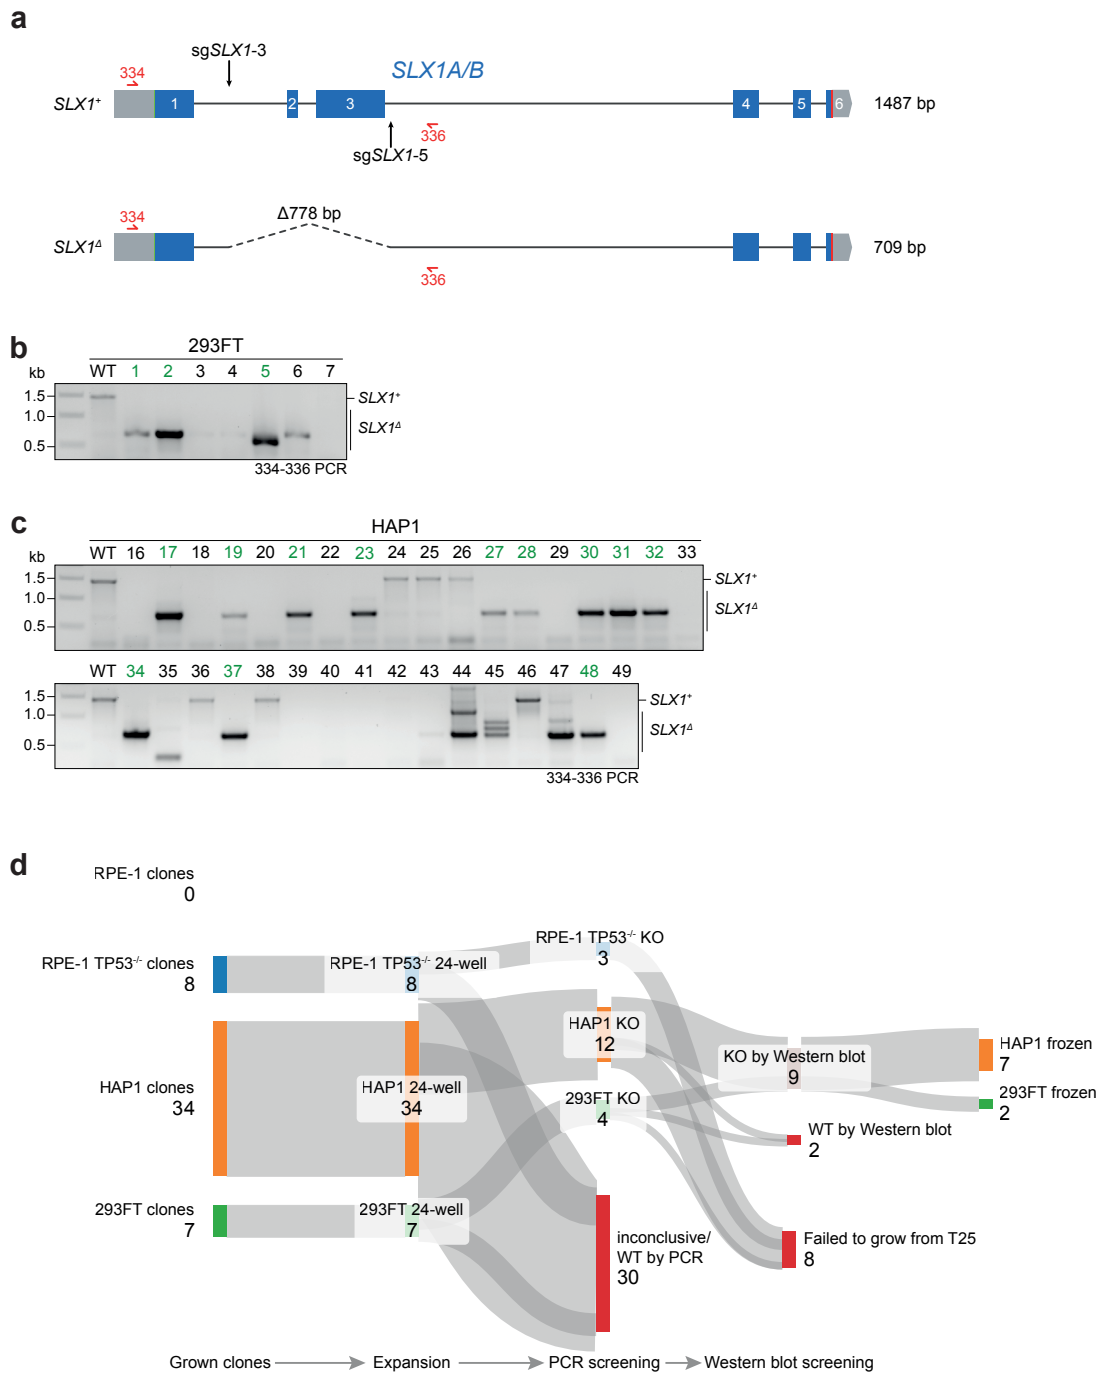 a
sgSLX1-3
334
SLX1A/B
SLX1⁺
1
2
3
4
5
6
1487 bp
336
sgSLX1-5
Δ778 bp
334
SLX1Δ
709 bp
336
b
293FT
kb WT 1 2 3 4 5 6 7
1.5
SLX1⁺
1.0
SLX1Δ
0.5
334-336 PCR
c
HAP1
kb WT 16 17 18 19 20 21 22 23 24 25 26 27 28 29 30 31 32 33
1.5
SLX1⁺
1.0
SLX1Δ
0.5
WT 34 35 36 37 38 39 40 41 42 43 44 45 46 47 48 49
1.5
SLX1⁺
1.0
SLX1Δ
0.5
334-336 PCR
d
RPE-1 clones
0
RPE-1 TP53⁻/⁻ clones
8
RPE-1 TP53⁻/⁻ 24-well
8
RPE-1 TP53⁻/⁻ KO
3
HAP1 clones
34
HAP1 24-well
34
HAP1 KO
12
KO by Western blot
9
HAP1 frozen
7
293FT KO
4
293FT frozen
2
WT by Western blot
2
293FT clones
7
293FT 24-well
7
inconclusive/
WT by PCR
30
Failed to grow from T25
8
Grown clones
Expansion
PCR screening
Western blot screening